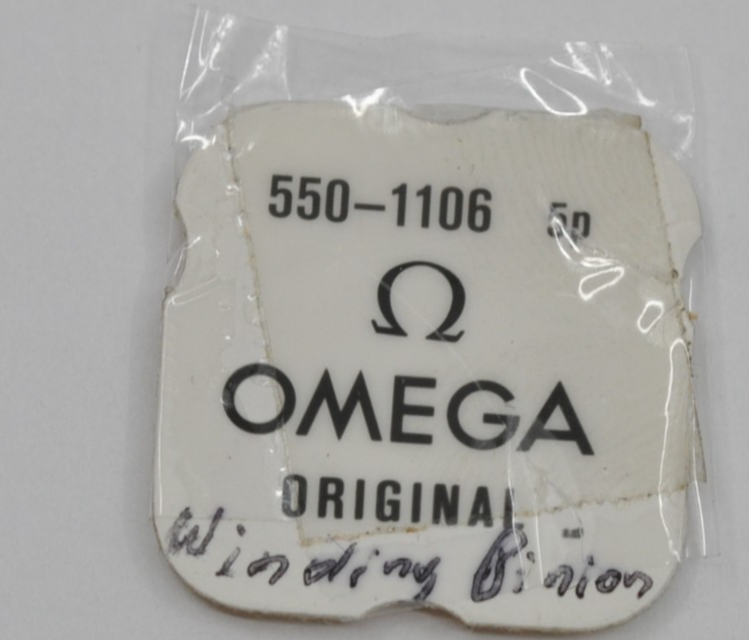 550-1106 5p
Ω
OMEGA
ORIGINAL
Winding Pinion